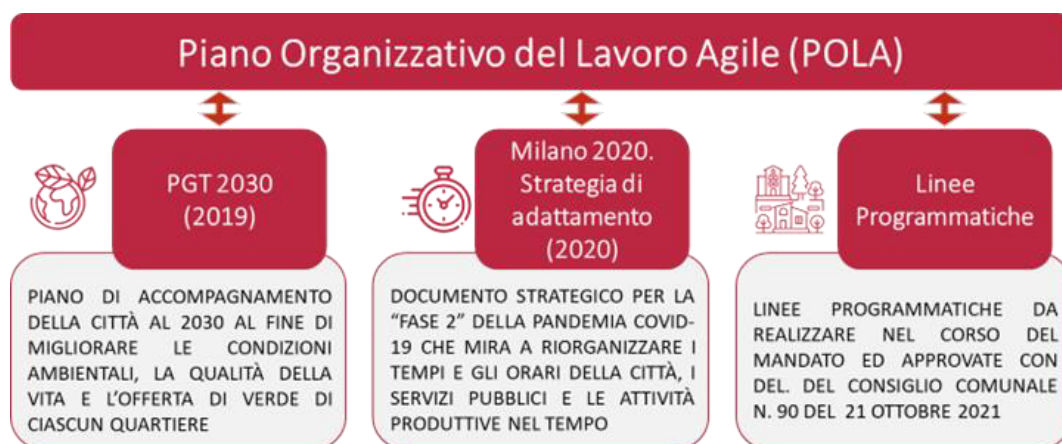 Piano Organizzativo del Lavoro Agile (POLA)
PGT 2030
(2019)
PIANO DI ACCOMPAGNAMENTO
DELLA CITTÀ AL 2030 AL FINE DI
MIGLIORARE LE CONDIZIONI
AMBIENTALI, LA QUALITÀ DELLA
VITA E L’OFFERTA DI VERDE DI
CIASCUN QUARTIERE
Milano 2020.
Strategia di
adattamento
(2020)
DOCUMENTO STRATEGICO PER LA
“FASE 2” DELLA PANDEMIA COVID-
19 CHE MIRA A RIORGANIZZARE I
TEMPI E GLI ORARI DELLA CITTÀ, I
SERVIZI PUBBLICI E LE ATTIVITÀ
PRODUTTIVE NEL TEMPO
Linee
Programmatiche
LINEE PROGRAMMATICHE DA
REALIZZARE NEL CORSO DEL
MANDATO ED APPROVATE CON
DEL. DEL CONSIGLIO COMUNALE
N. 90 DEL 21 OTTOBRE 2021